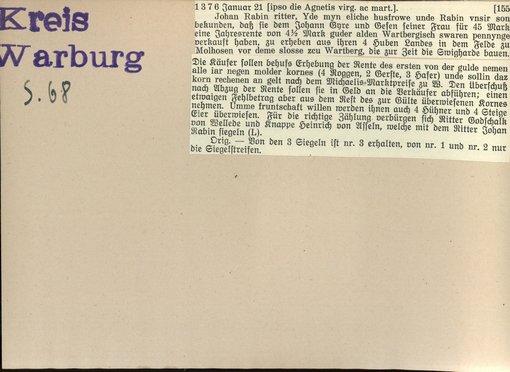 Kreis
Warburg
S. 68
1376 Januar 21 [ipso die Agnetis virg. ac mart.]. [155
Johan Rabin ritter, Yde myn eliche husfrowe unde Rabin vnsir son
bekunden, daß sie dem Johann Gyre und Gesen seiner Frau für 45 Mark
eine Jahresrente von 4½ Mark guder alden Wartbergisch swaren pennynge
verkauft haben, zu erheben aus ihren 4 Huben Landes in dem Felde zu
Molhosen vor deme slosse zcu Wartberg, die zur Zeit die Swigharde bauen.
Die Käufer sollen behufs Erhebung der Rente des ersten von der gulde nemen
alle iar negen molder kornes (4 Roggen, 2 Gerste, 3 Hafer) unde sollin daz
korn rechenen an gelt nach dem Michaelis-Marktpreise zu W. Den überschuß
nach Abzug der Rente sollen sie in Geld an die Verkäufer abführen; einen
etwaigen Fehlbetrag aber aus dem Rest des zur Gülte überwiesenen Kornes
nehmen. Umme fruntschaft willen werden ihnen auch 4 Hühner und 4 Steige
Eier überwiesen. Für die richtige Zählung verbürgen sich Ritter Godschalk
von Wellede und Knappe Heinrich von Asseln, welche mit dem Ritter Johan
Rabin siegeln (L).
Orig. — Von den 3 Siegeln ist nr. 3 erhalten, von nr. 1 und nr. 2 nur
die Siegelstreifen.